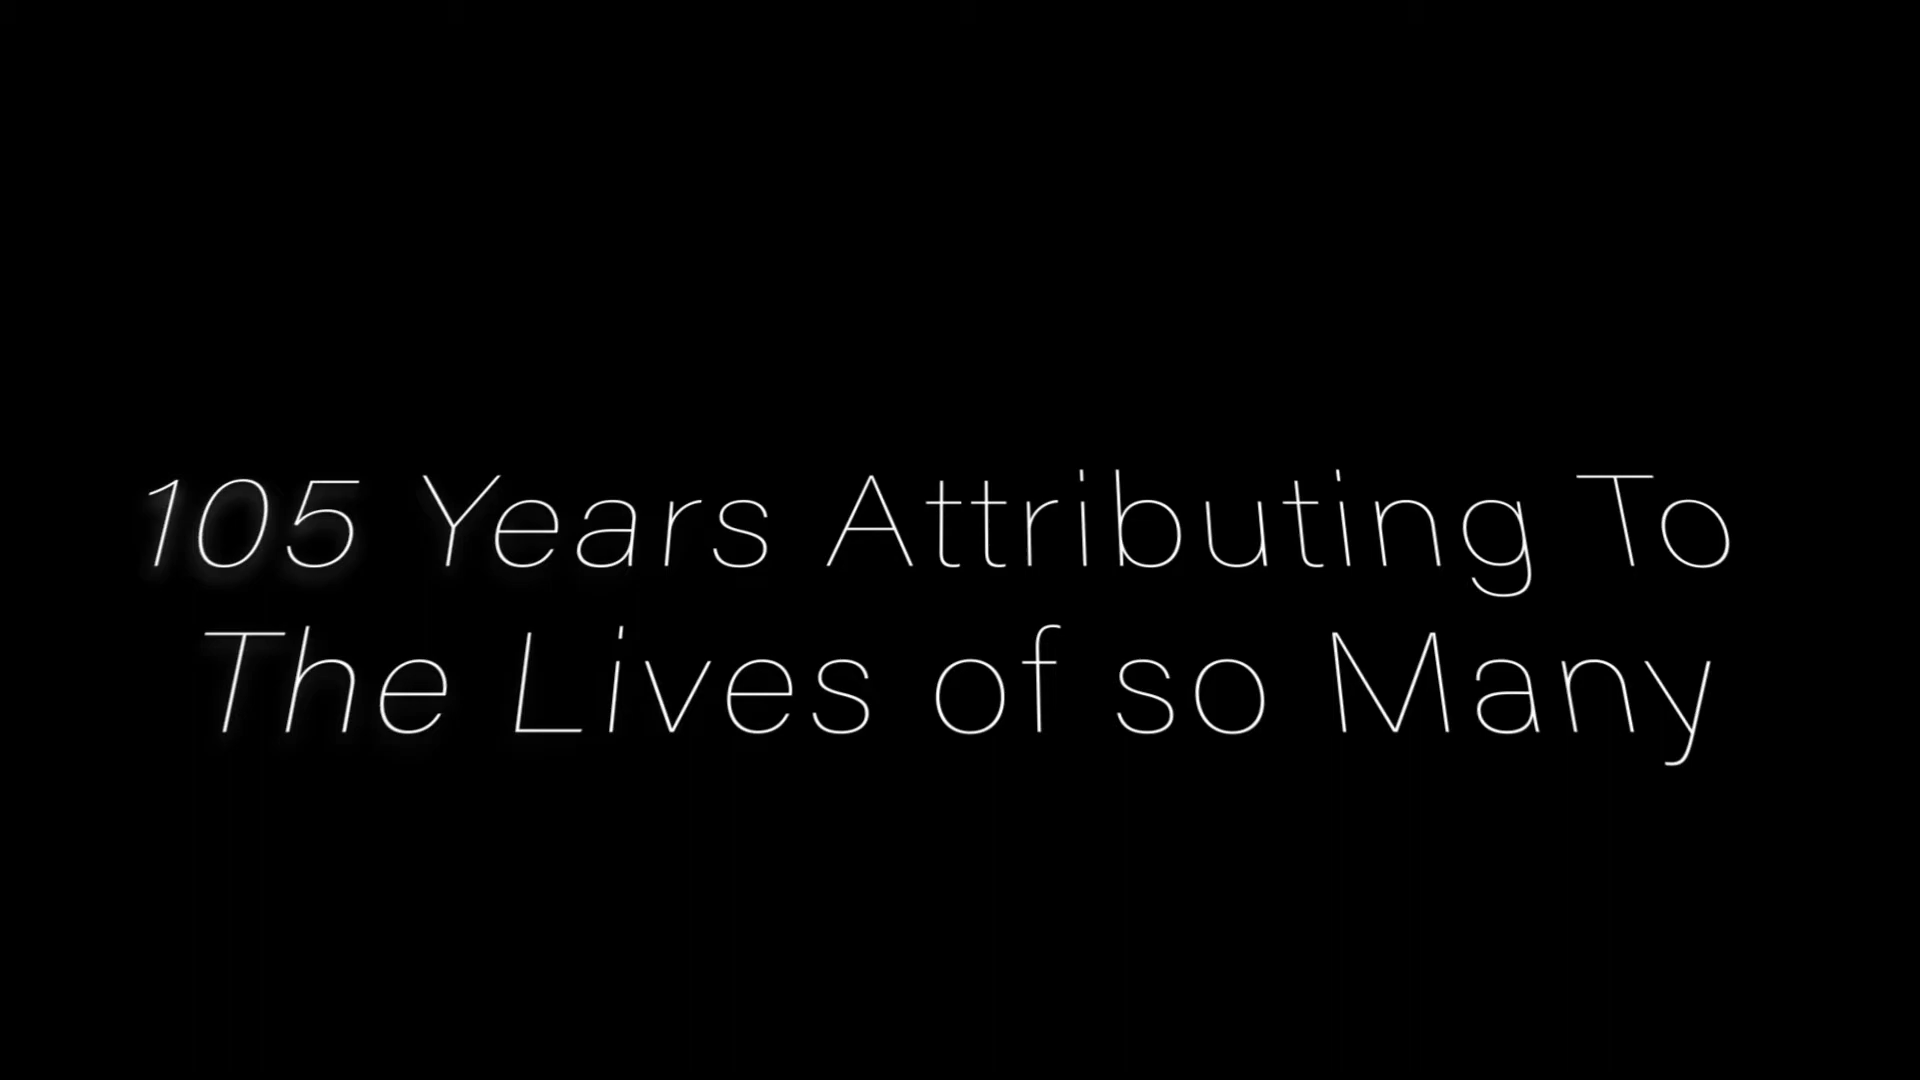 105 Years Attributing To
The Lives of so Many